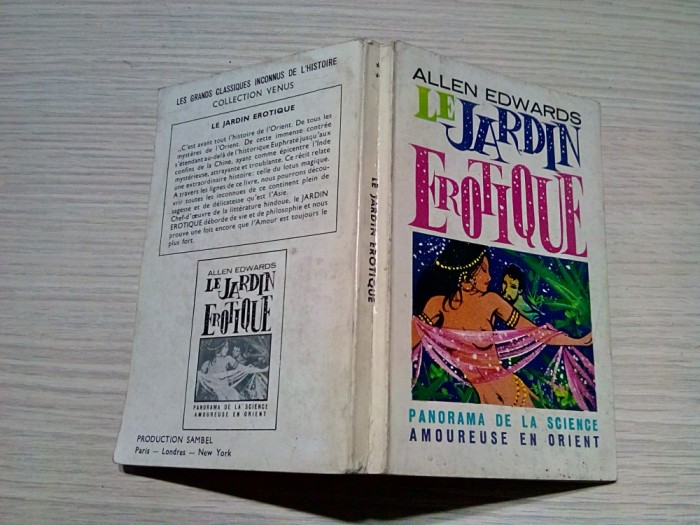 LES GRANDS CLASSIQUES INCONNUS DE L'HISTOIRE
COLLECTION VENUS
LE JARDIN EROTIQUE
„C'est avant tout l'histoire de l'Orient. De tous les
mystères de l'Orient. De cette immense contrée
s'étendant au-delà de l'historique Euphrate jusqu'aux
confins de la Chine, ayant comme épicentre l'Inde
mystérieuse, attrayante et troublante. Ce récit relate
une extraordinaire histoire: celle du lotus magique.
A travers les lignes de ce livre, nous pourrons décou-
vrir toutes les inconnues de ce continent plein de
sagesse et de délicatesse qu'est l'Asie.
Chef-d'œuvre de la littérature hindoue, le JARDIN
EROTIQUE déborde de vie et de philosophie et nous
prouve une fois encore que l'Amour est toujours le
plus fort.
ALLEN EDWARDS
LE JARDIN
EROTIQUE
PANORAMA DE LA SCIENCE
AMOUREUSE EN ORIENT
PRODUCTION SAMBEL
Paris — Londres — New York
LE JARDIN EROTIQUE
ALLEN EDWARDS
LE JARDIN
EROTIQUE
PANORAMA DE LA SCIENCE
AMOUREUSE EN ORIENT